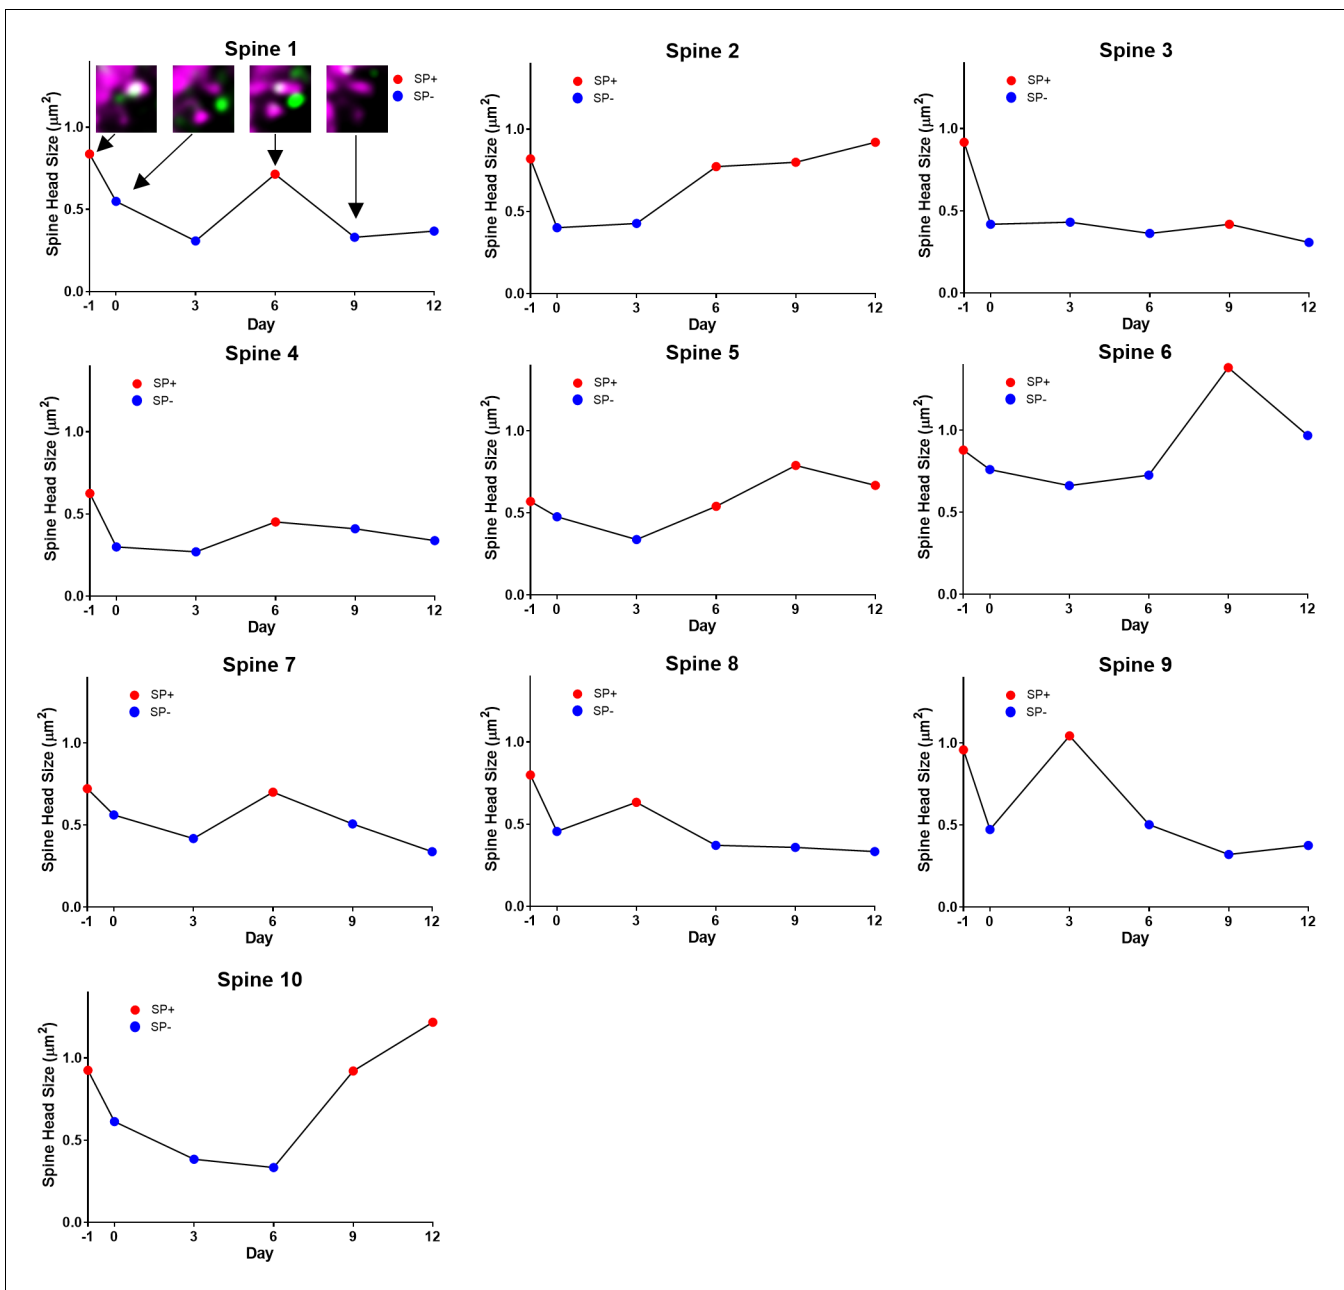 Spine 1
SP+
SP-
Spine Head Size (μm²)
1.0
0.5
0.0
-1 0 3 6 9 12
Day
Spine 2
SP+
SP-
Spine Head Size (μm²)
1.0
0.5
0.0
-1 0 3 6 9 12
Day
Spine 3
SP+
SP-
Spine Head Size (μm²)
1.0
0.5
0.0
-1 0 3 6 9 12
Day
Spine 4
SP+
SP-
Spine Head Size (μm²)
1.0
0.5
0.0
-1 0 3 6 9 12
Day
Spine 5
SP+
SP-
Spine Head Size (μm²)
1.0
0.5
0.0
-1 0 3 6 9 12
Day
Spine 6
SP+
SP-
Spine Head Size (μm²)
1.0
0.5
0.0
-1 0 3 6 9 12
Day
Spine 7
SP+
SP-
Spine Head Size (μm²)
1.0
0.5
0.0
-1 0 3 6 9 12
Day
Spine 8
SP+
SP-
Spine Head Size (μm²)
1.0
0.5
0.0
-1 0 3 6 9 12
Day
Spine 9
SP+
SP-
Spine Head Size (μm²)
1.0
0.5
0.0
-1 0 3 6 9 12
Day
Spine 10
SP+
SP-
Spine Head Size (μm²)
1.0
0.5
0.0
-1 0 3 6 9 12
Day